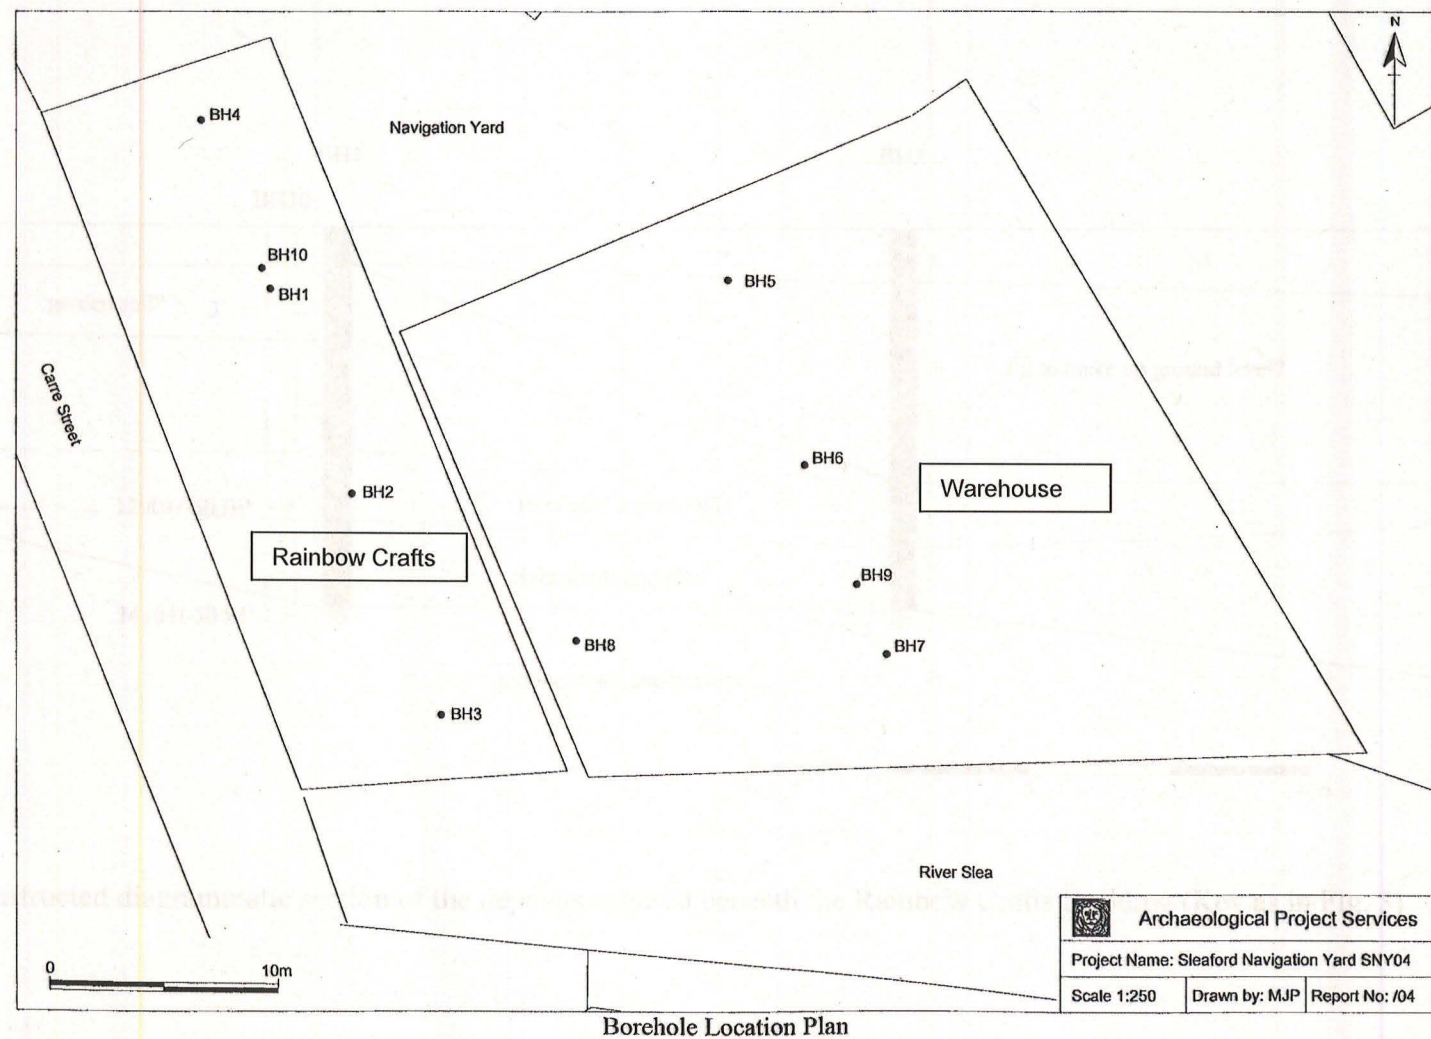 N
BH4
Navigation Yard
BH10
BH1
BH5
Carre Street
BH6
Warehouse
BH2
Rainbow Crafts
BH9
BH8
BH7
BH3
River Slea
0 10m
Archaeological Project Services
Project Name: Sleaford Navigation Yard SNY04
Scale 1:250 Drawn by: MJP Report No: /04
Borehole Location Plan